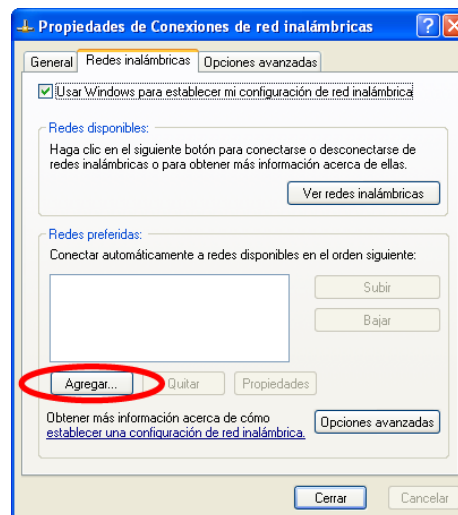 Propiedades de Conexiones de red inalámbricas
General Redes inalámbricas Opciones avanzadas
Usar Windows para establecer mi configuración de red inalámbrica
Redes disponibles:
Haga clic en el siguiente botón para conectarse o desconectarse de
redes inalámbricas o para obtener más información acerca de ellas.
Ver redes inalámbricas
Redes preferidas:
Conectar automáticamente a redes disponibles en el orden siguiente:
Subir
Bajar
Agregar... Quitar Propiedades
Obtener más información acerca de cómo
establecer una configuración de red inalámbrica.
Opciones avanzadas
Cerrar Cancelar